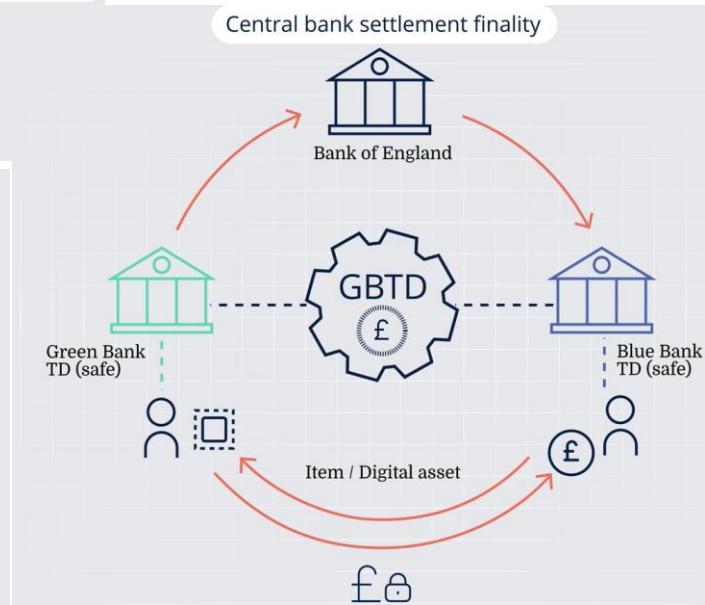 Central bank settlement finality
Bank of England
GBTD
£
Green Bank
TD (safe)
Blue Bank
TD (safe)
£
Item / Digital asset
£